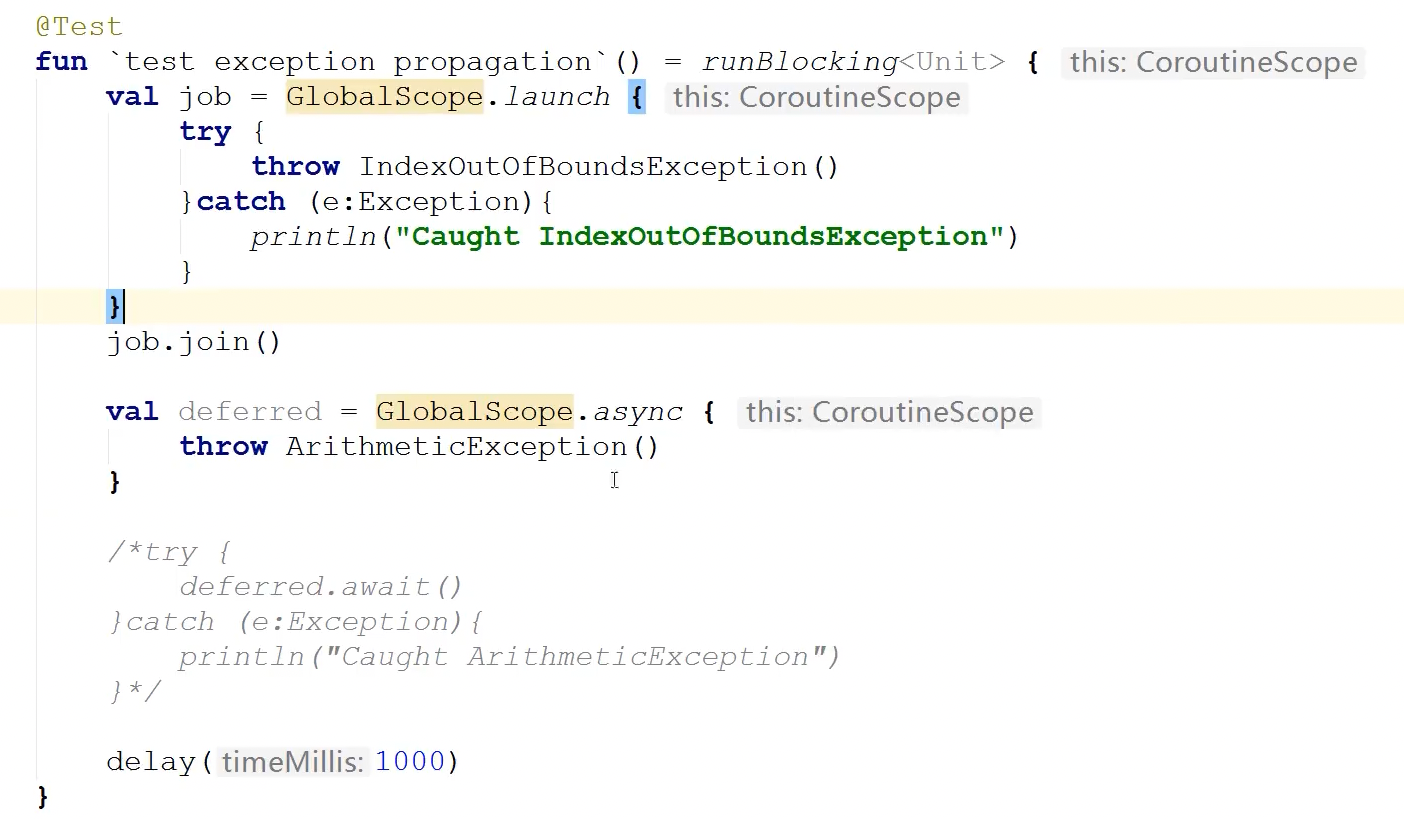 @Test
fun `test exception propagation`() = runBlocking<Unit> { this: CoroutineScope
    val job = GlobalScope.launch { this: CoroutineScope
        try {
            throw IndexOutOfBoundsException()
        }catch (e:Exception){
            println("Caught IndexOutOfBoundsException")
        }
    }
    job.join()

    val deferred = GlobalScope.async { this: CoroutineScope
        throw ArithmeticException()
    }

    /*try {
        deferred.await()
    }catch (e:Exception){
        println("Caught ArithmeticException")
    }*/

    delay( timeMillis: 1000)
}